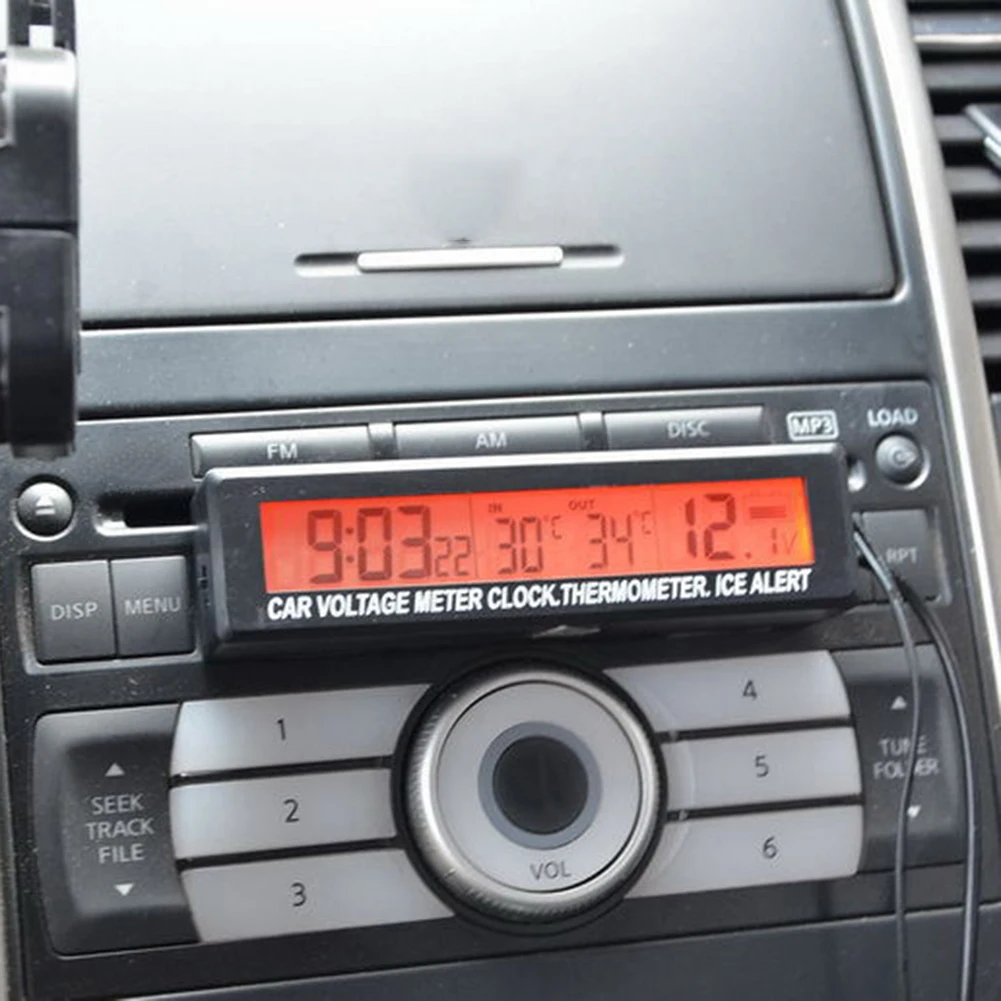 FM AM DISC MP3 LOAD
IN OUT
9:03 22 30°C 34°C 12.1V
CAR VOLTAGE METER CLOCK.THERMOMETER. ICE ALERT
DISP MENU
RPT
1
2
3
4
5
6
SEEK
TRACK
FILE
VOL
TUNE
FOLDER